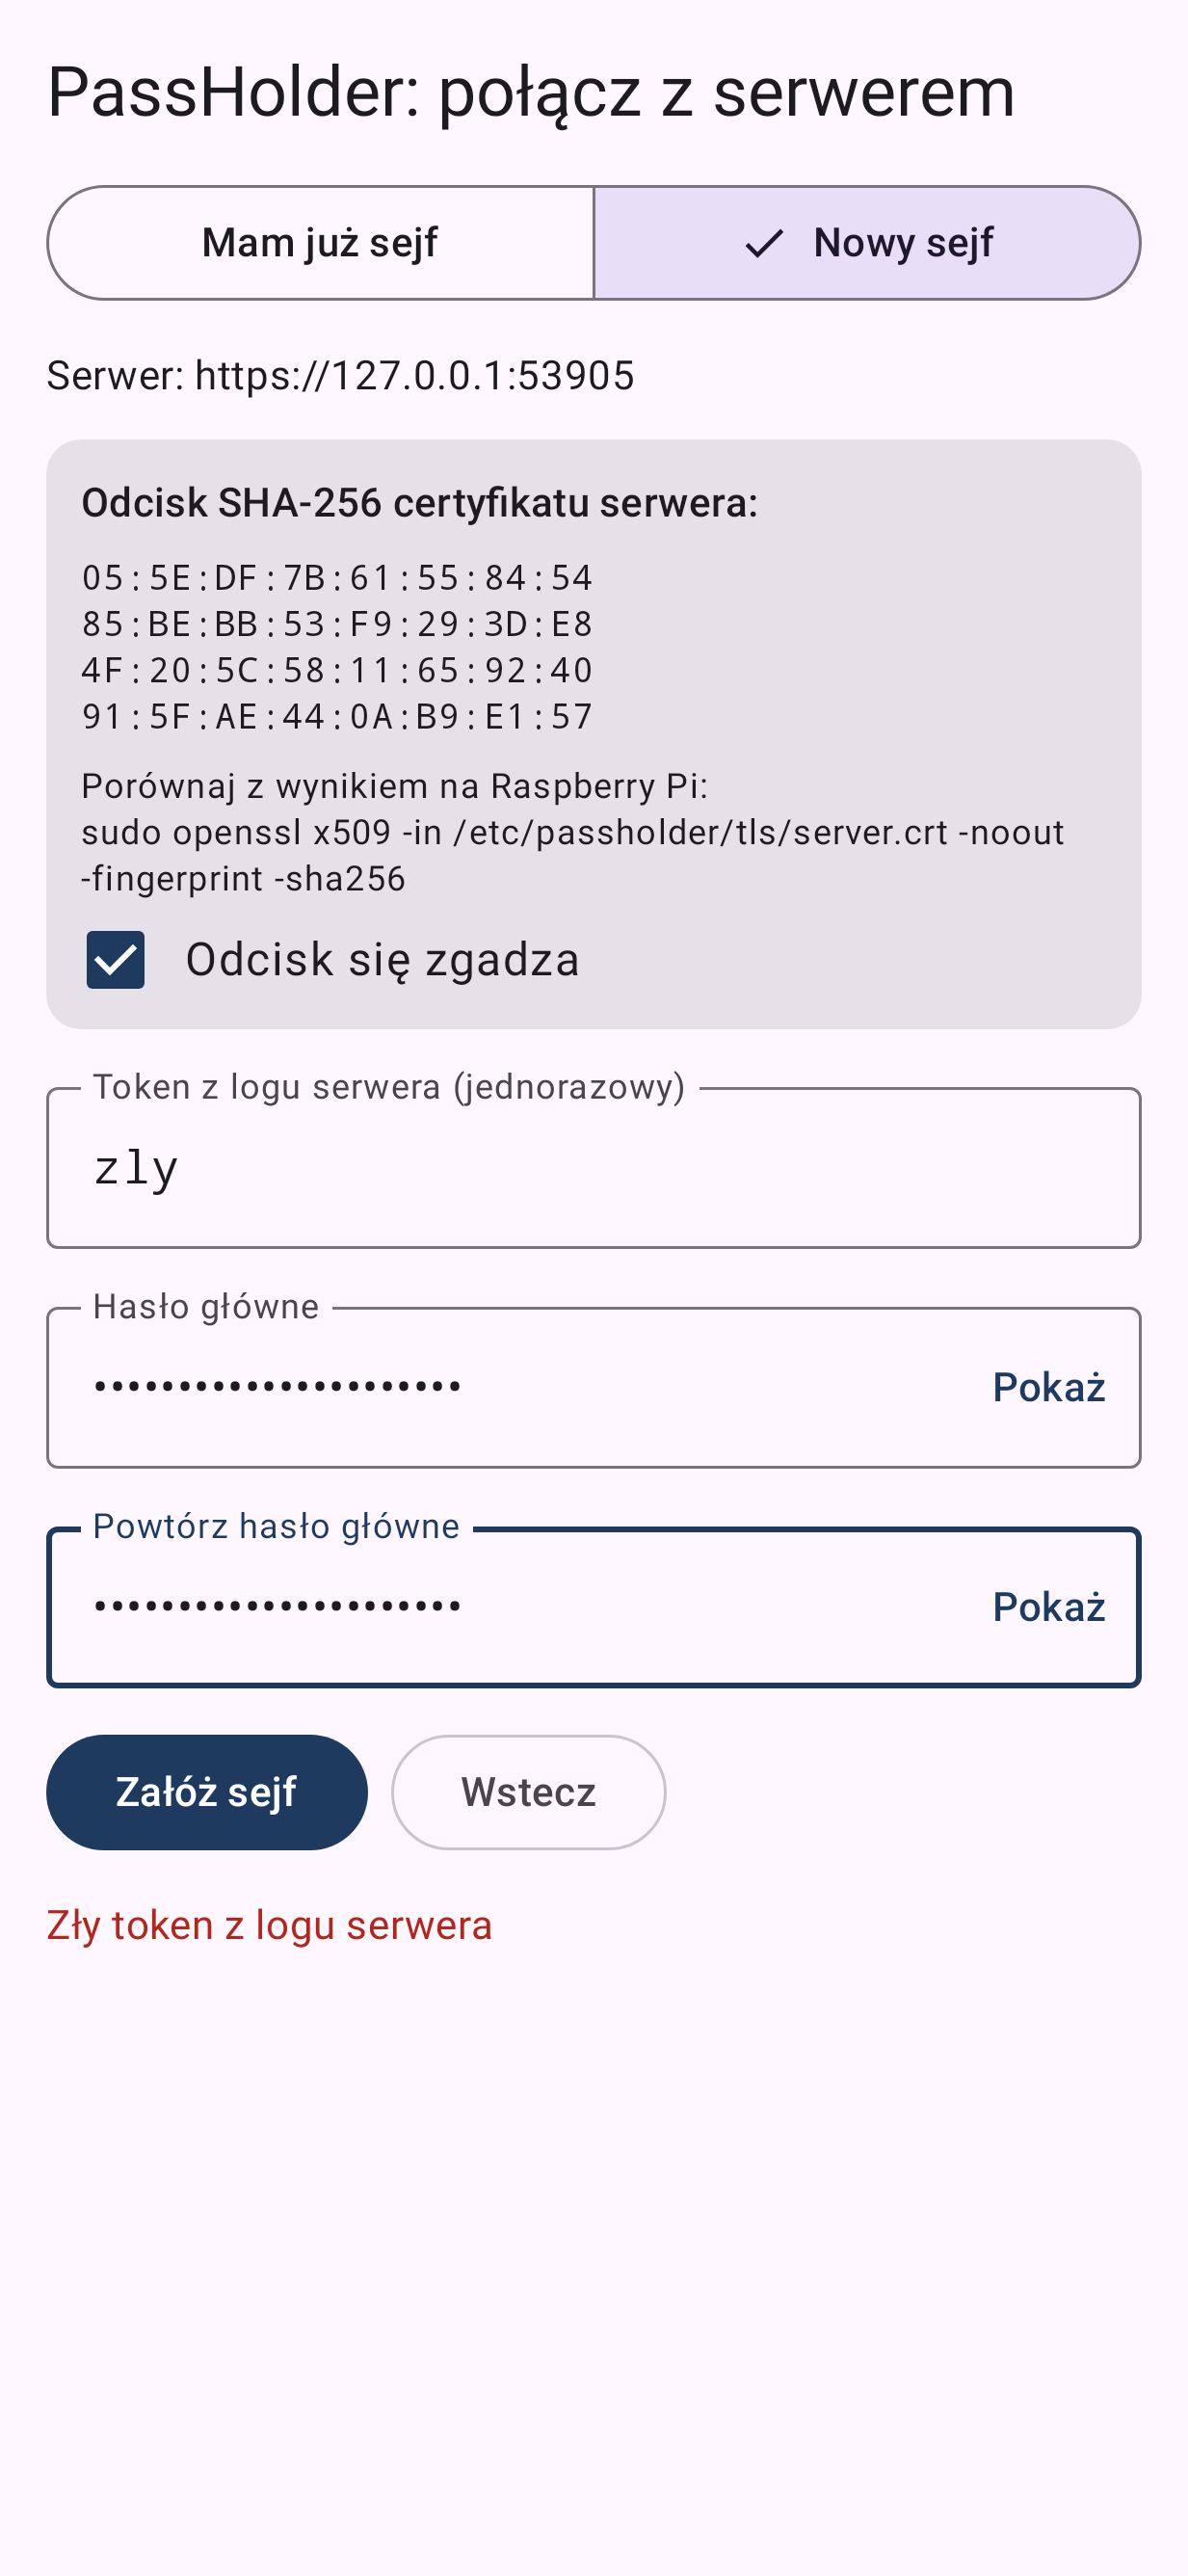 PassHolder: połącz z serwerem
Mam już sejf
Nowy sejf
Serwer: https://127.0.0.1:53905
Odcisk SHA-256 certyfikatu serwera:
05:5E:DF:7B:61:55:84:54
85:BE:BB:53:F9:29:3D:E8
4F:20:5C:58:11:65:92:40
91:5F:AE:44:0A:B9:E1:57
Porównaj z wynikiem na Raspberry Pi:
sudo openssl x509 -in /etc/passholder/tls/server.crt -noout
-fingerprint -sha256
Odcisk się zgadza
Token z logu serwera (jednorazowy)
zly
Hasło główne
••••••••••••••••••••••
Pokaż
Powtórz hasło główne
••••••••••••••••••••••
Pokaż
Załóż sejf
Wstecz
Zły token z logu serwera